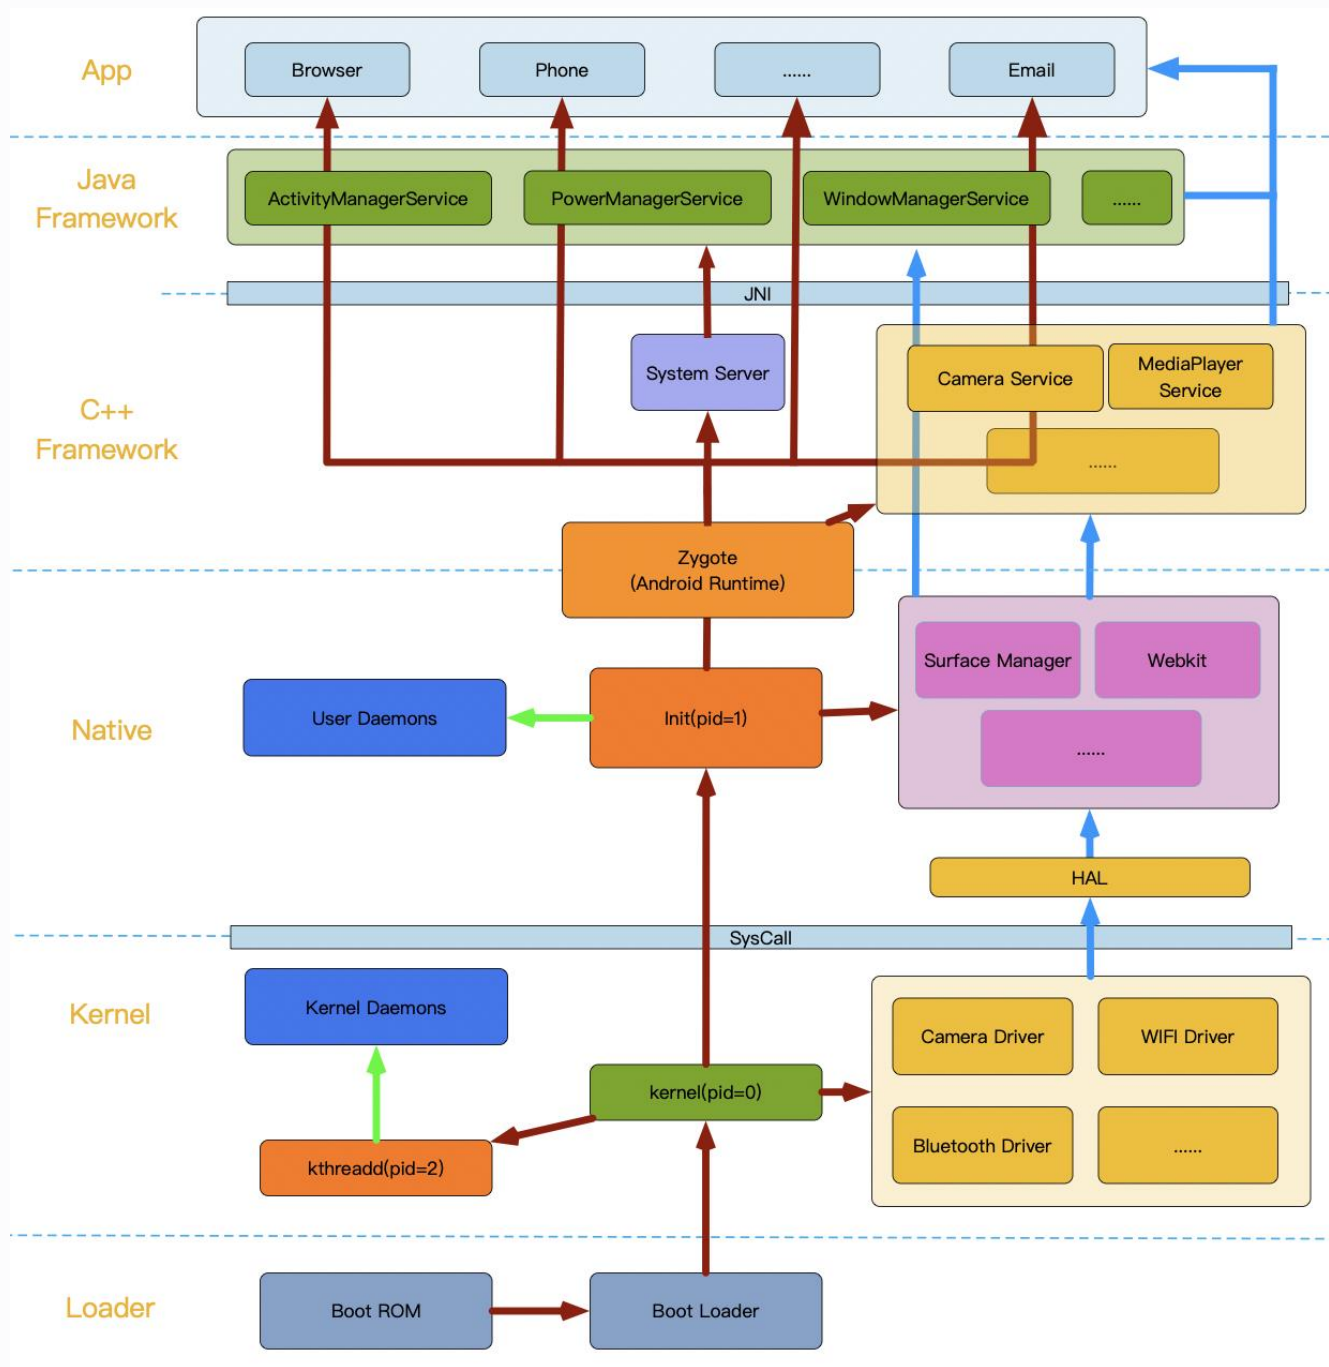 App
Browser
Phone
......
Email
Java
Framework
ActivityManagerService
PowerManagerService
WindowManagerService
......
JNI
C++
Framework
System Server
Camera Service
MediaPlayer
Service
......
Zygote
(Android Runtime)
Native
User Daemons
Init(pid=1)
Surface Manager
Webkit
......
HAL
SysCall
Kernel
Kernel Daemons
Camera Driver
WIFI Driver
kernel(pid=0)
Bluetooth Driver
......
kthreadd(pid=2)
Loader
Boot ROM
Boot Loader